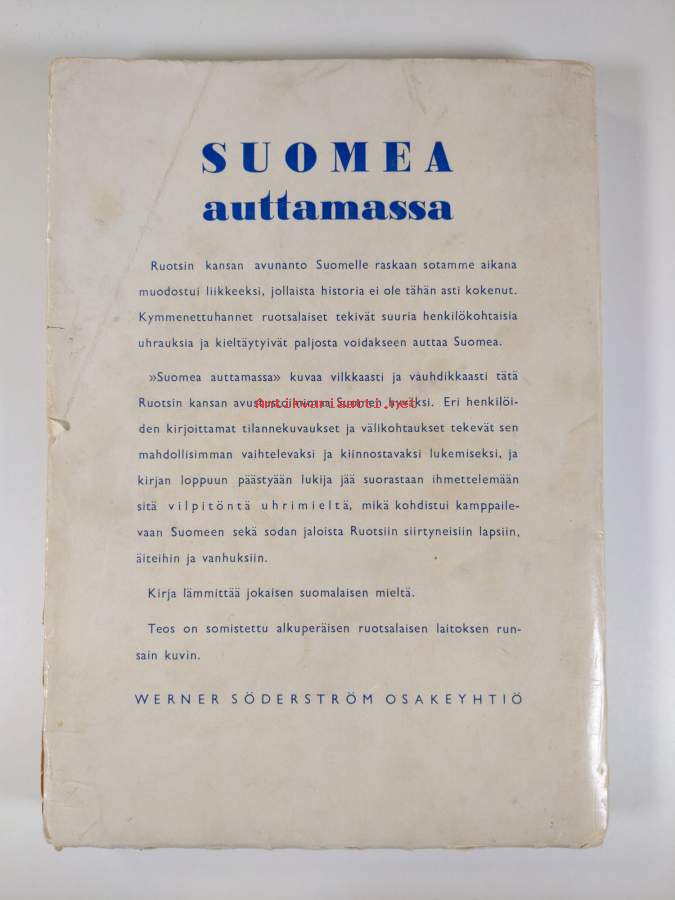 SUOMEA
auttamassa
Ruotsin kansan avunanto Suomelle raskaan sotamme aikana
muodostui liikkeeksi, jollaista historia ei ole tähän asti kokenut.
Kymmenettuhannet ruotsalaiset tekivät suuria henkilökohtaisia
uhrauksia ja kieltäytyivät paljosta voidakseen auttaa Suomea.
»Suomea auttamassa» kuvaa vilkkaasti ja vauhdikkaasti tätä
Ruotsin kansan avustustoimintaa Suomen hyväksi. Eri henkilöi-
Antikvariaatti.net
den kirjoittamat tilannekuvaukset ja välikohtaukset tekevät sen
mahdollisimman vaihtelevaksi ja kiinnostavaksi lukemiseksi, ja
kirjan loppuun päästyään lukija jää suorastaan ihmettelemään
sitä vilpitöntä uhrimieltä, mikä kohdistui kamppaile-
vaan Suomeen sekä sodan jaloista Ruotsiin siirtyneisiin lapsiin,
äiteihin ja vanhuksiin.
Kirja lämmittää jokaisen suomalaisen mieltä.
Teos on somistettu alkuperäisen ruotsalaisen laitoksen run-
sain kuvin.
WERNER SÖDERSTRÖM OSAKEYHTIÖ